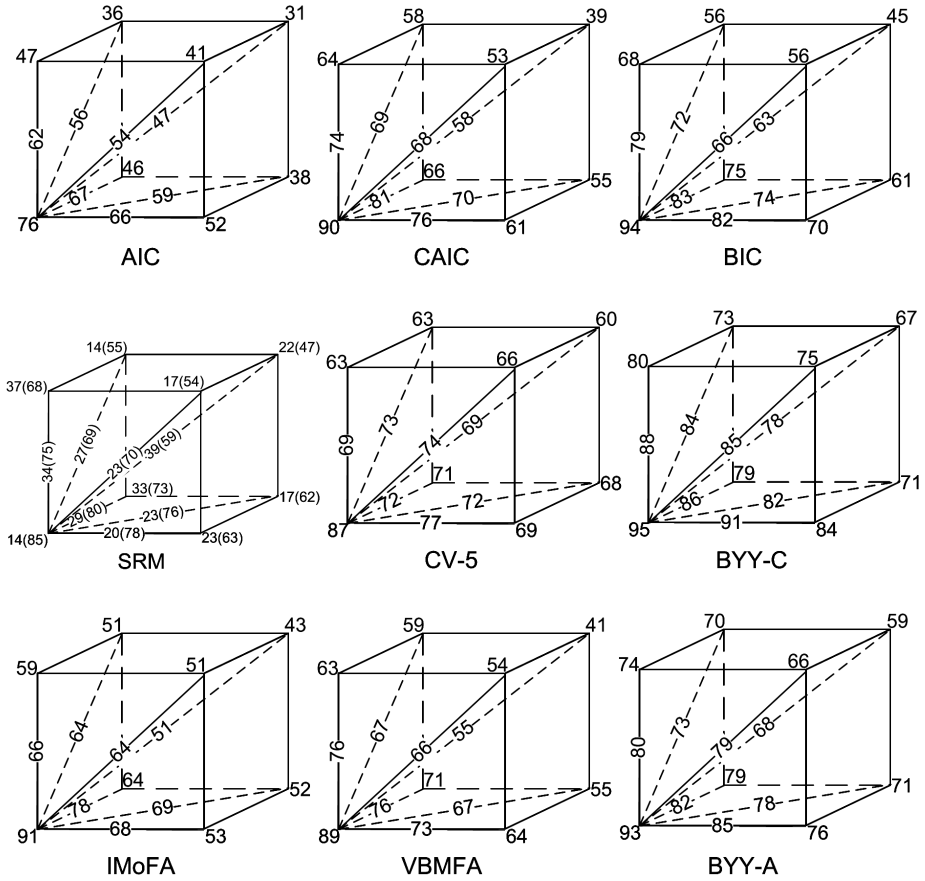 36 31
47 41
62 56 54 47
46
67 59 38
76 66 52
AIC
58 39
64 53
74 69 68 58
66
81 70 55
90 76 61
CAIC
56 45
68 56
79 72 66 63
75
83 74 61
94 82 70
BIC
14(55) 22(47)
37(68) 17(54)
34(75) 27(69) 23(70) 39(59)
33(73)
29(80) 23(76) 17(62)
14(85) 20(78) 23(63)
SRM
63 60
63 66
69 73 74 69
71
72 72 68
87 77 69
CV-5
73 67
80 75
88 84 85 78
79
86 82 71
95 91 84
BYY-C
51 43
59 51
66 64 64 51
64
78 69 52
91 68 53
IMoFA
59 41
63 54
76 67 66 55
71
76 67 55
89 73 64
VBMFA
70 59
74 66
80 73 79 68
79
82 78 71
93 85 76
BYY-A